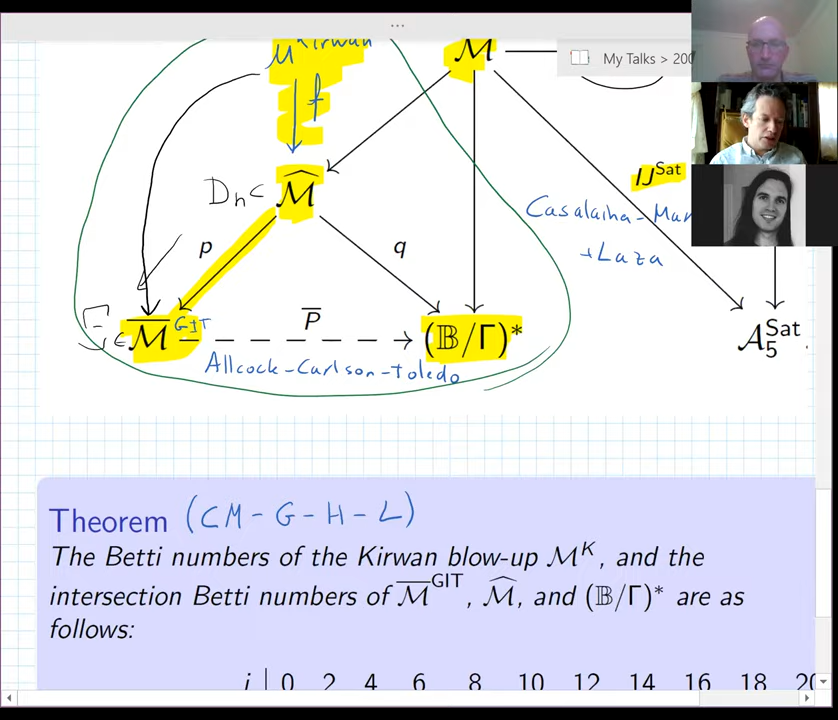 M^Kirwan
M
My Talks > 200
f
D_h ⊂ M̂
IJ^Sat
Casalaina-Mar
+Laza
p
q
M̄^GIT
P̄
(𝔹/Γ)*
A_5^Sat
Allcock-Carlson-Toledo
Theorem (CM-G-H-L)
The Betti numbers of the Kirwan blow-up M^K, and the
intersection Betti numbers of M̄^GIT, M̂, and (𝔹/Γ)* are as
follows:
i | 0 2 4 6 8 10 12 14 16 18 20